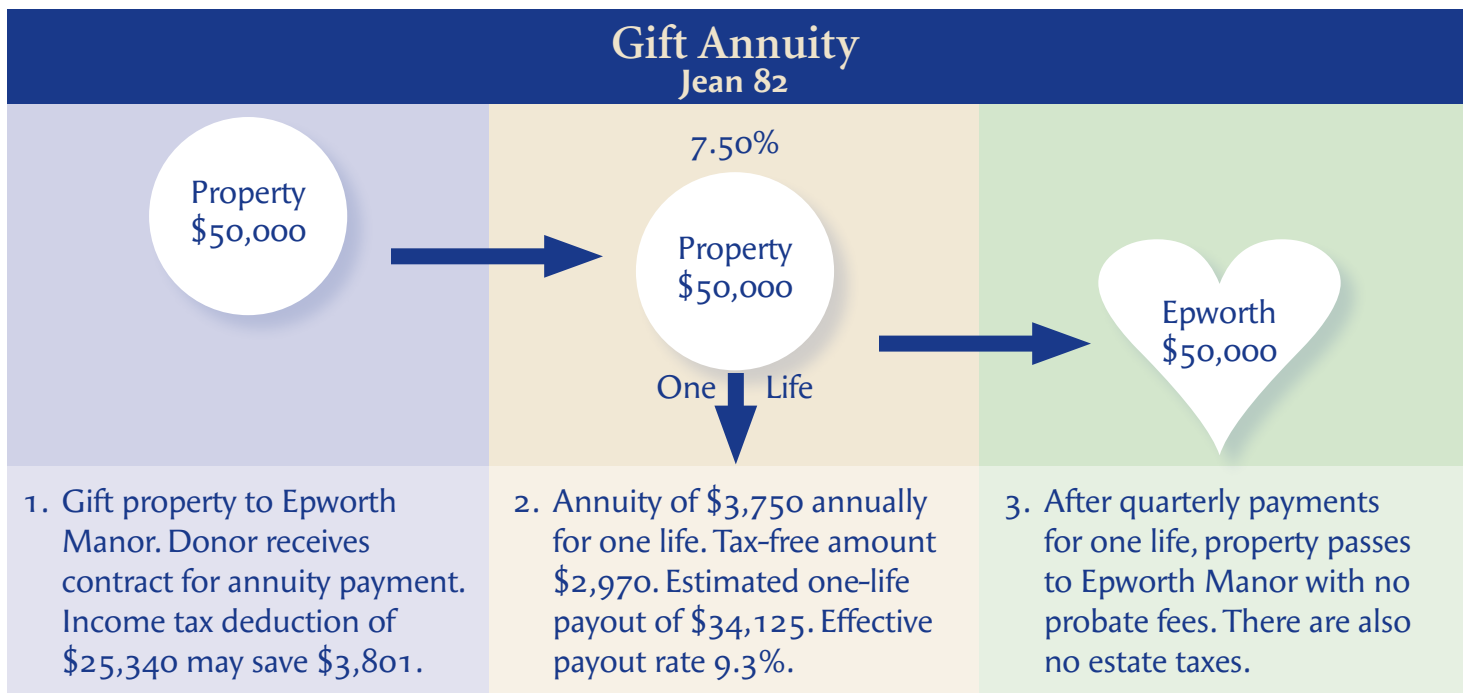 Gift Annuity
Jean 82
Property
$50,000
7.50%
Property
$50,000
One Life
Epworth
$50,000
1. Gift property to Epworth
Manor. Donor receives
contract for annuity payment.
Income tax deduction of
$25,340 may save $3,801.
2. Annuity of $3,750 annually
for one life. Tax-free amount
$2,970. Estimated one-life
payout of $34,125. Effective
payout rate 9.3%.
3. After quarterly payments
for one life, property passes
to Epworth Manor with no
probate fees. There are also
no estate taxes.